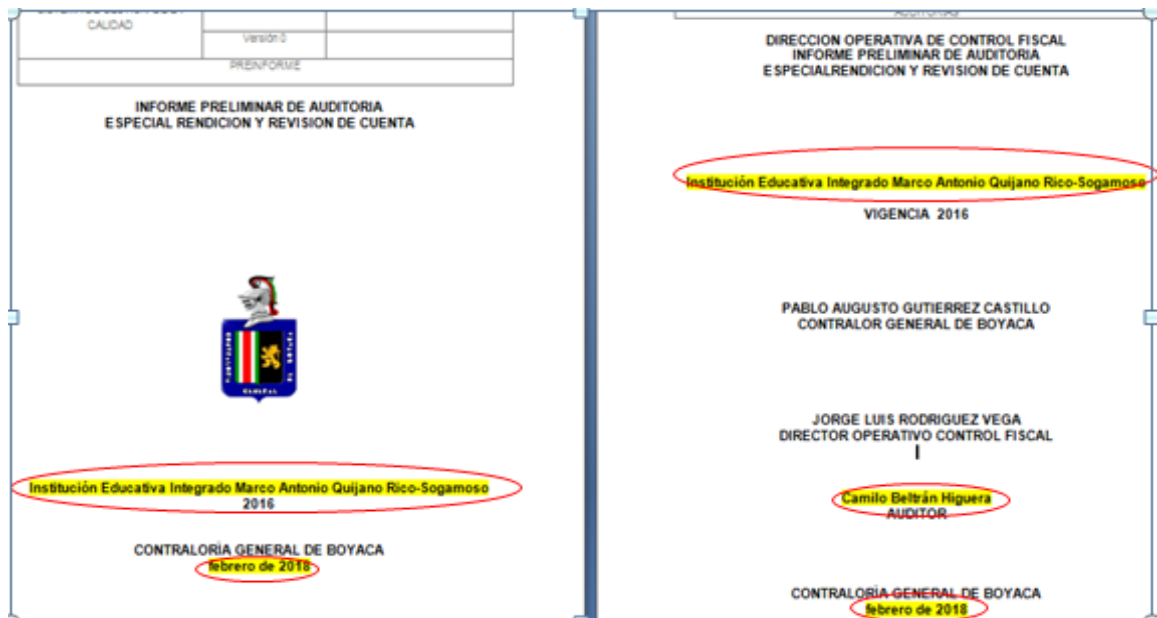 CALIDAD
Versión 0
PREINFORME
INFORME PRELIMINAR DE AUDITORIA
ESPECIAL RENDICION Y REVISION DE CUENTA
Institución Educativa Integrado Marco Antonio Quijano Rico-Sogamoso
2016
CONTRALORÍA GENERAL DE BOYACA
febrero de 2018
AUDITORIAS
DIRECCION OPERATIVA DE CONTROL FISCAL
INFORME PRELIMINAR DE AUDITORIA
ESPECIALRENDICION Y REVISION DE CUENTA
Institución Educativa Integrado Marco Antonio Quijano Rico-Sogamoso
VIGENCIA 2016
PABLO AUGUSTO GUTIERREZ CASTILLO
CONTRALOR GENERAL DE BOYACA
JORGE LUIS RODRIGUEZ VEGA
DIRECTOR OPERATIVO CONTROL FISCAL
Camilo Beltrán Higuera
AUDITOR
CONTRALORÍA GENERAL DE BOYACA
febrero de 2018